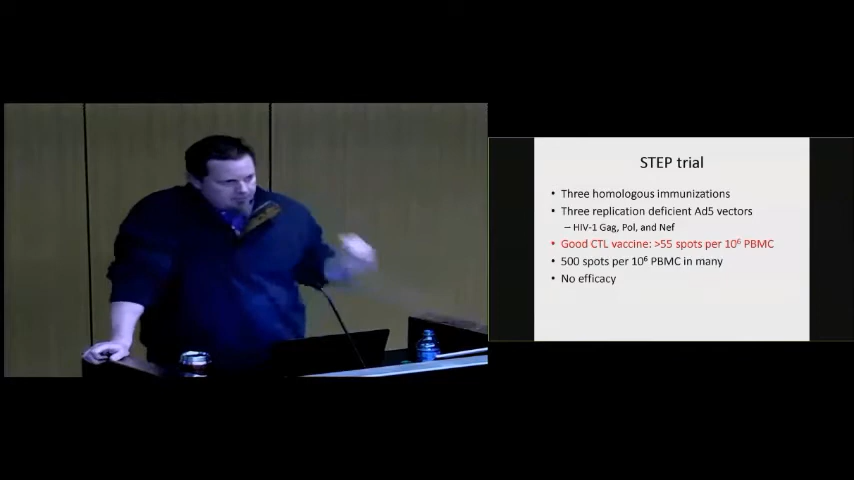 STEP trial
• Three homologous immunizations
• Three replication deficient Ad5 vectors
– HIV-1 Gag, Pol, and Nef
• Good CTL vaccine: >55 spots per 10⁶ PBMC
• 500 spots per 10⁶ PBMC in many
• No efficacy